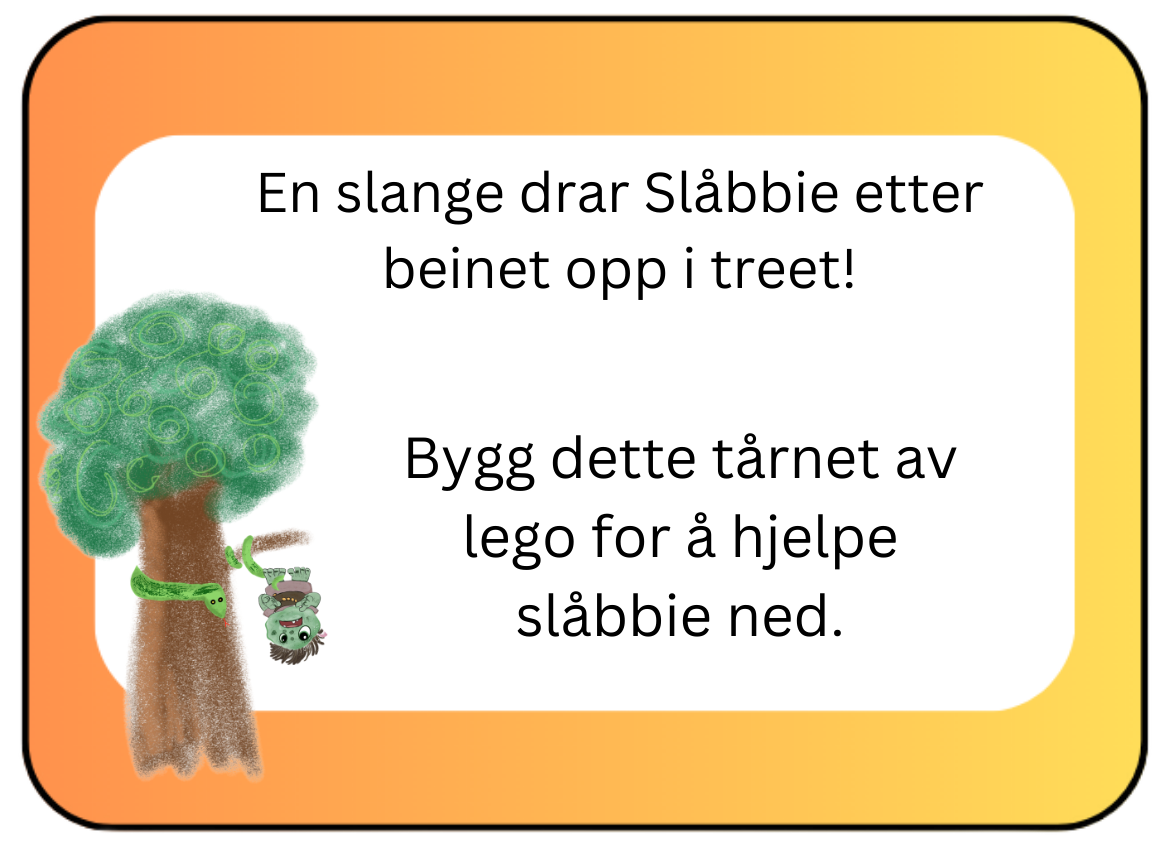 En slange drar Slåbbie etter
beinet opp i treet!
Bygg dette tårnet av
lego for å hjelpe
slåbbie ned.